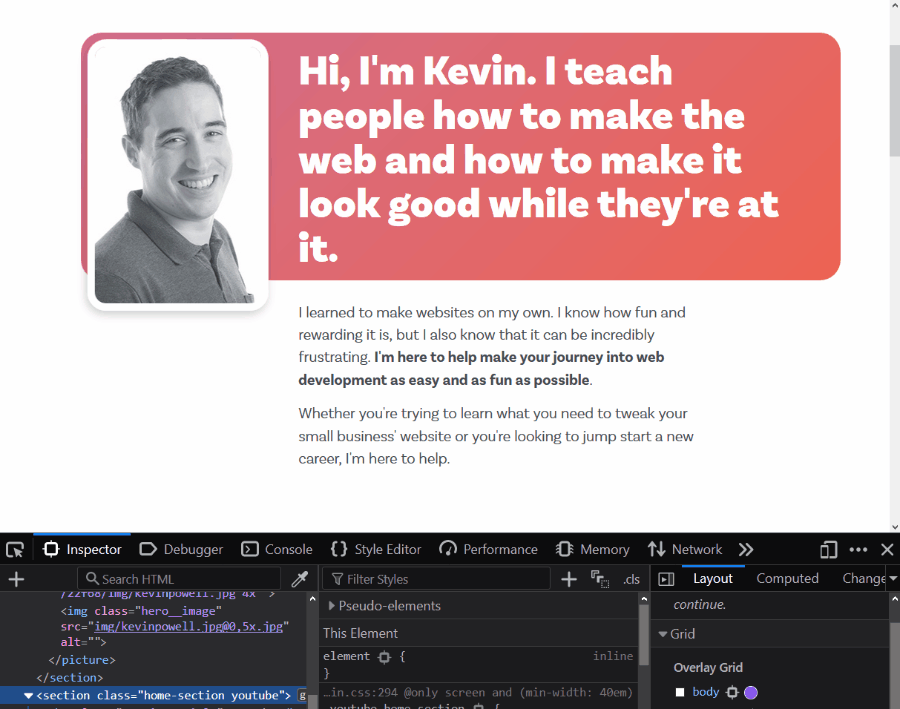 Hi, I'm Kevin. I teach
people how to make the
web and how to make it
look good while they're at
it.
I learned to make websites on my own. I know how fun and
rewarding it is, but I also know that it can be incredibly
frustrating. I'm here to help make your journey into web
development as easy and as fun as possible.
Whether you're trying to learn what you need to tweak your
small business' website or you're looking to jump start a new
career, I'm here to help.
Inspector Debugger Console Style Editor Performance Memory Network
Search HTML
Filter Styles
.cls
Layout Computed Change
/22f68/img/kevinpowell.jpg 4x ">
<img class="hero__image"
src="img/kevinpowell.jpg@0,5x.jpg"
alt="">
</picture>
</section>
<section class="home-section youtube"> g
Pseudo-elements
This Element
element { inline
}
…in.css:294 @only screen and (min-width: 40em)
.youtube.home-section {
continue.
Grid
Overlay Grid
body